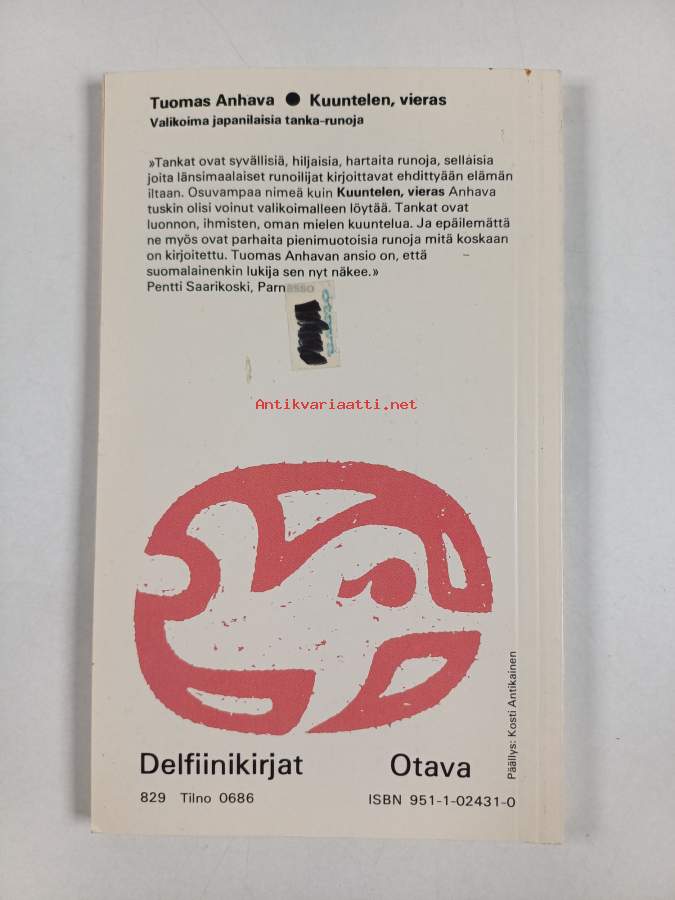 Tuomas Anhava ● Kuuntelen, vieras
Valikoima japanilaisia tanka-runoja
»Tankat ovat syvällisiä, hiljaisia, hartaita runoja, sellaisia
joita länsimaalaiset runoilijat kirjoittavat ehdittyään elämän
iltaan. Osuvampaa nimeä kuin Kuuntelen, vieras Anhava
tuskin olisi voinut valikoimalleen löytää. Tankat ovat
luonnon, ihmisten, oman mielen kuuntelua. Ja epäilemättä
ne myös ovat parhaita pienimuotoisia runoja mitä koskaan
on kirjoitettu. Tuomas Anhavan ansio on, että
suomalainenkin lukija sen nyt näkee.»
Pentti Saarikoski, Parnasso
Antikvariaatti.net
Päällys: Kosti Antikainen
Delfiinikirjat Otava
829 Tilno 0686 ISBN 951-1-02431-0